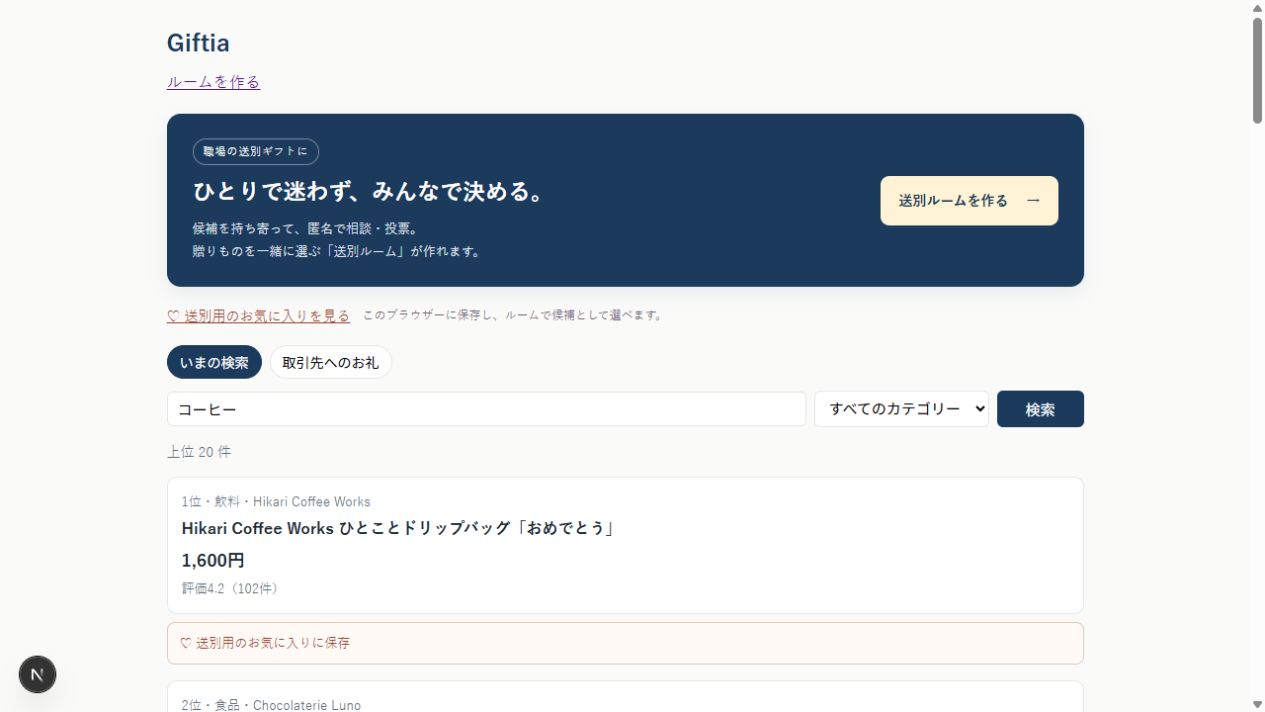 Giftia
ルームを作る
職場の送別ギフトに
ひとりで迷わず、みんなで決める。
候補を持ち寄って、匿名で相談・投票。
贈りものを一緒に選ぶ「送別ルーム」が作れます。
送別ルームを作る →
♡ 送別用のお気に入りを見る このブラウザーに保存し、ルームで候補として選べます。
いまの検索 取引先へのお礼
コーヒー すべてのカテゴリー 検索
上位 20 件
1位・飲料・Hikari Coffee Works
Hikari Coffee Works ひとことドリップバッグ「おめでとう」
1,600円
評価4.2（102件）
♡ 送別用のお気に入りに保存
N
2位・食品・Chocolaterie Luno